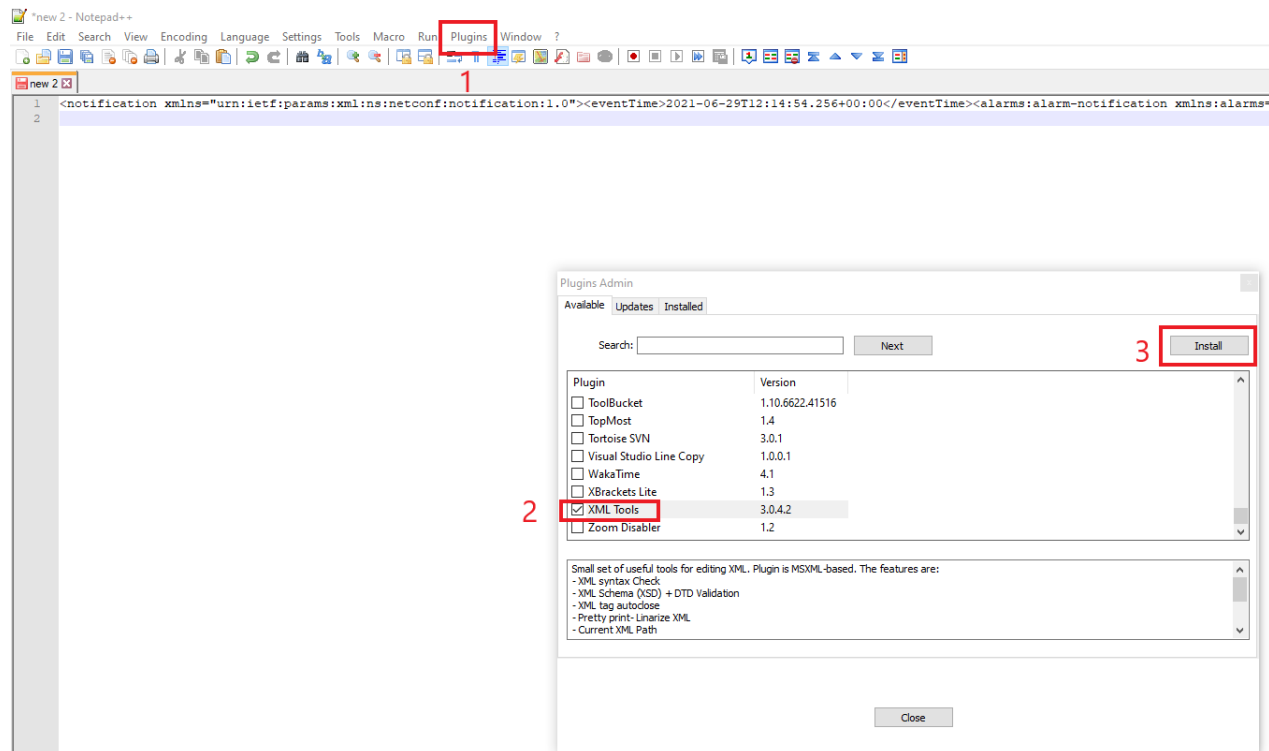 *new 2 - Notepad++
File Edit Search View Encoding Language Settings Tools Macro Run Plugins Window ?
1
new 2
1 <notification xmlns="urn:ietf:params:xml:ns:netconf:notification:1.0"><eventTime>2021-06-29T12:14:54.256+00:00</eventTime><alarms:alarm-notification xmlns:alarms=
2
Plugins Admin
Available Updates Installed
Search: Next Install
3
Plugin Version
ToolBucket 1.10.6622.41516
TopMost 1.4
Tortoise SVN 3.0.1
Visual Studio Line Copy 1.0.0.1
WakaTime 4.1
XBrackets Lite 1.3
2 XML Tools 3.0.4.2
Zoom Disabler 1.2
Small set of useful tools for editing XML. Plugin is MSXML-based. The features are:
- XML syntax Check
- XML Schema (XSD) + DTD Validation
- XML tag autoclose
- Pretty print- Linarize XML
- Current XML Path
Close